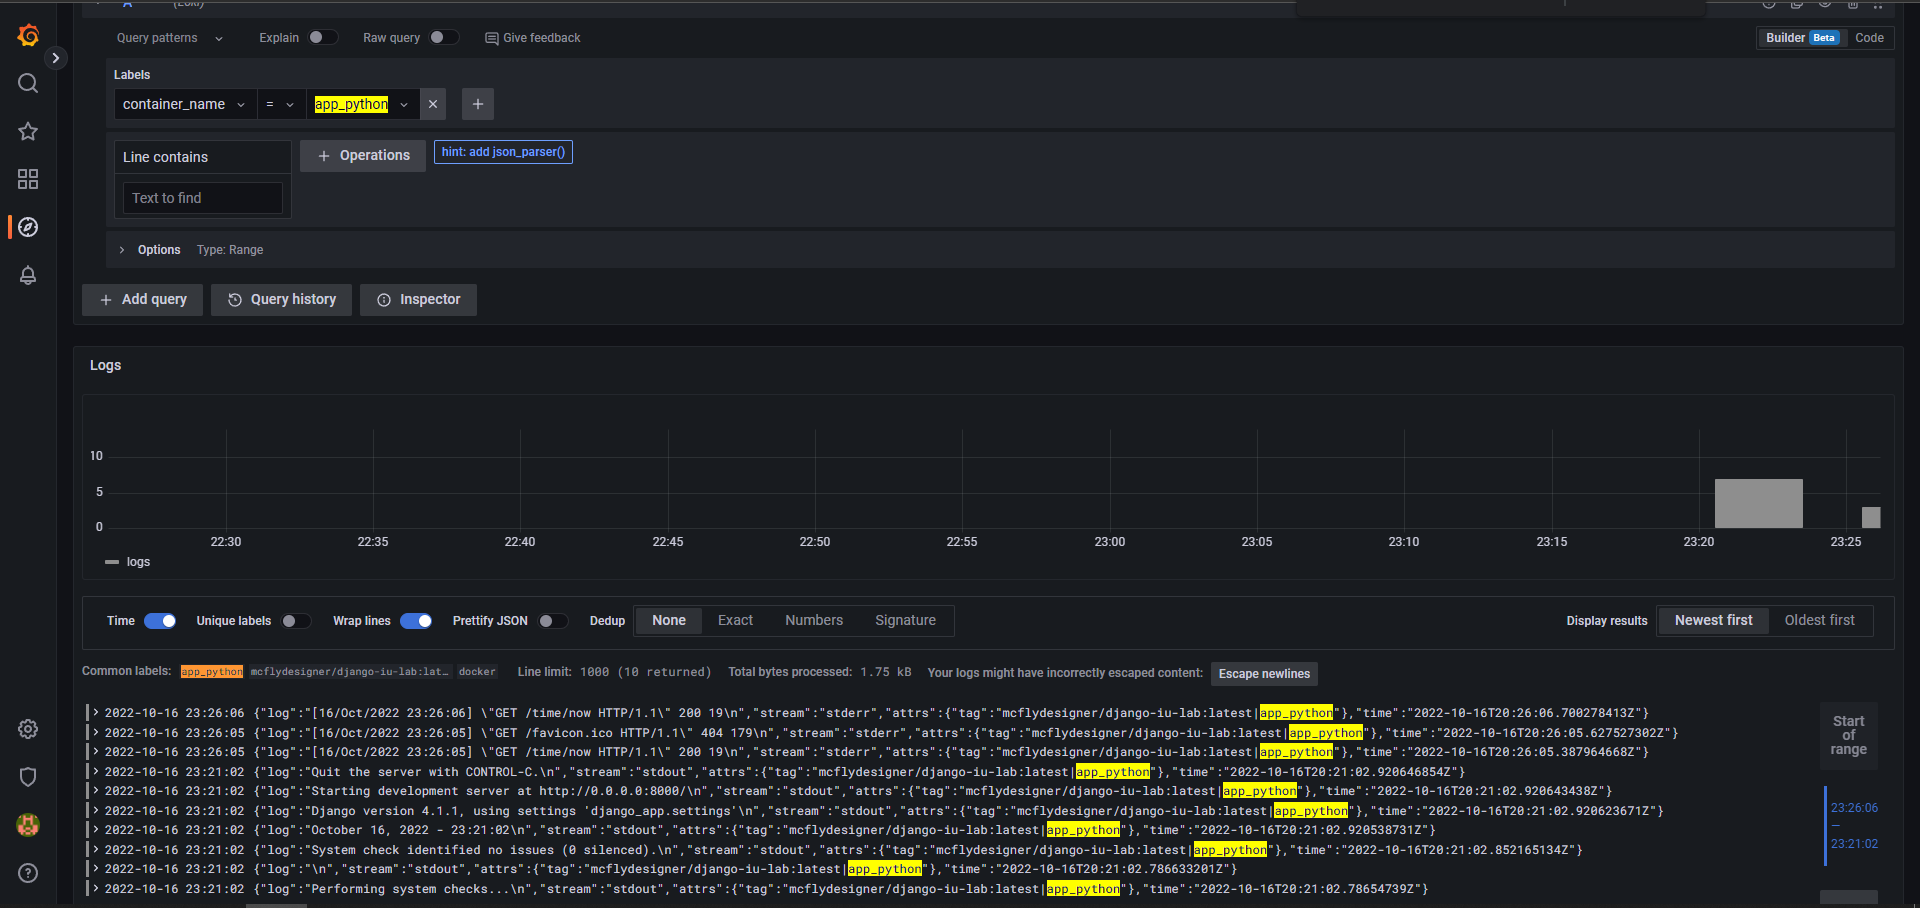 A (Loki)
Query patterns Explain Raw query Give feedback Builder Beta Code
Labels
container_name = app_python
Line contains + Operations hint: add json_parser()
Text to find
Options Type: Range
+ Add query Query history Inspector
Logs
10
5
0
22:30 22:35 22:40 22:45 22:50 22:55 23:00 23:05 23:10 23:15 23:20 23:25
logs
Time Unique labels Wrap lines Prettify JSON Dedup None Exact Numbers Signature Display results Newest first Oldest first
Common labels: app_python mcflydesigner/django-iu-lab:lat… docker Line limit: 1000 (10 returned) Total bytes processed: 1.75 kB Your logs might have incorrectly escaped content: Escape newlines
2022-10-16 23:26:06 {"log":"[16/Oct/2022 23:26:06] \"GET /time/now HTTP/1.1\" 200 19\n","stream":"stderr","attrs":{"tag":"mcflydesigner/django-iu-lab:latest|app_python"},"time":"2022-10-16T20:26:06.700278413Z"}
2022-10-16 23:26:05 {"log":"[16/Oct/2022 23:26:05] \"GET /favicon.ico HTTP/1.1\" 404 179\n","stream":"stderr","attrs":{"tag":"mcflydesigner/django-iu-lab:latest|app_python"},"time":"2022-10-16T20:26:05.627527302Z"}
2022-10-16 23:26:05 {"log":"[16/Oct/2022 23:26:05] \"GET /time/now HTTP/1.1\" 200 19\n","stream":"stderr","attrs":{"tag":"mcflydesigner/django-iu-lab:latest|app_python"},"time":"2022-10-16T20:26:05.387964668Z"}
2022-10-16 23:21:02 {"log":"Quit the server with CONTROL-C.\n","stream":"stdout","attrs":{"tag":"mcflydesigner/django-iu-lab:latest|app_python"},"time":"2022-10-16T20:21:02.920646854Z"}
2022-10-16 23:21:02 {"log":"Starting development server at http://0.0.0.0:8000/\n","stream":"stdout","attrs":{"tag":"mcflydesigner/django-iu-lab:latest|app_python"},"time":"2022-10-16T20:21:02.920643438Z"}
2022-10-16 23:21:02 {"log":"Django version 4.1.1, using settings 'django_app.settings'\n","stream":"stdout","attrs":{"tag":"mcflydesigner/django-iu-lab:latest|app_python"},"time":"2022-10-16T20:21:02.920623671Z"}
2022-10-16 23:21:02 {"log":"October 16, 2022 - 23:21:02\n","stream":"stdout","attrs":{"tag":"mcflydesigner/django-iu-lab:latest|app_python"},"time":"2022-10-16T20:21:02.920538731Z"}
2022-10-16 23:21:02 {"log":"System check identified no issues (0 silenced).\n","stream":"stdout","attrs":{"tag":"mcflydesigner/django-iu-lab:latest|app_python"},"time":"2022-10-16T20:21:02.852165134Z"}
2022-10-16 23:21:02 {"log":"\n","stream":"stdout","attrs":{"tag":"mcflydesigner/django-iu-lab:latest|app_python"},"time":"2022-10-16T20:21:02.786633201Z"}
2022-10-16 23:21:02 {"log":"Performing system checks...\n","stream":"stdout","attrs":{"tag":"mcflydesigner/django-iu-lab:latest|app_python"},"time":"2022-10-16T20:21:02.78654739Z"}
Start
of
range
23:26:06
—
23:21:02